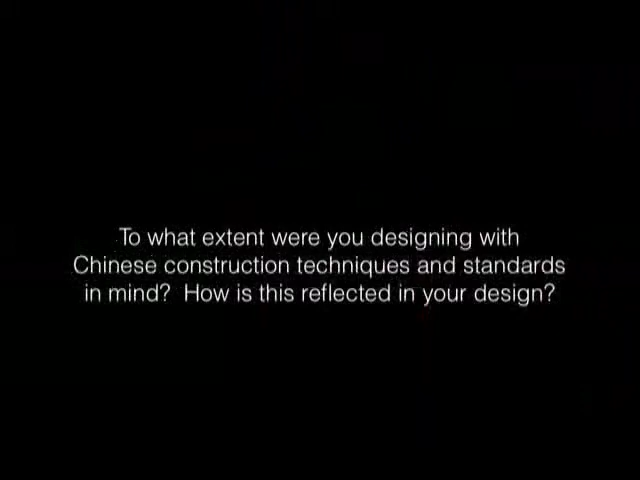 To what extent were you designing with
Chinese construction techniques and standards
in mind?  How is this reflected in your design?